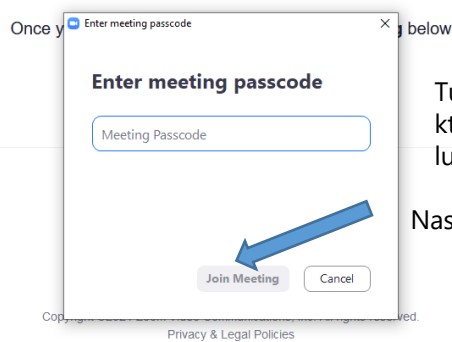 Once y
Enter meeting passcode
g below
Enter meeting passcode
Meeting Passcode
Tu
kt
lu
Nas
Join Meeting
Cancel
Privacy & Legal Policies